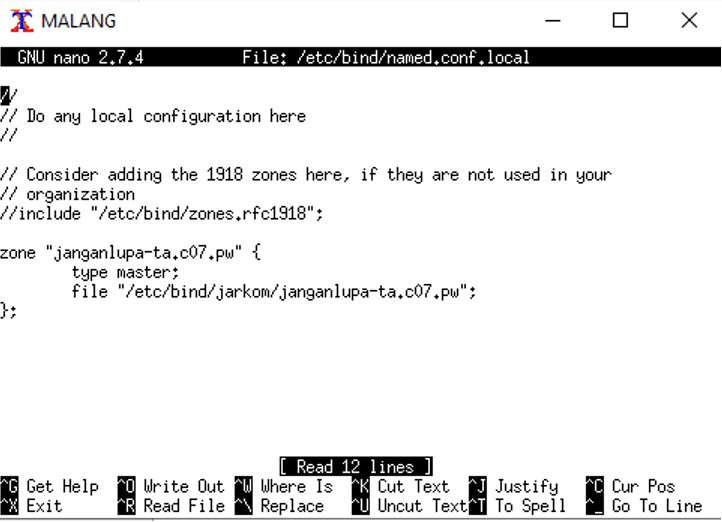 MALANG
GNU nano 2.7.4 File: /etc/bind/named.conf.local
//
// Do any local configuration here
//
// Consider adding the 1918 zones here, if they are not used in your
// organization
//include "/etc/bind/zones.rfc1918";
zone "janganlupa-ta.c07.pw" {
type master;
file "/etc/bind/jarkom/janganlupa-ta.c07.pw";
};
[ Read 12 lines ]
^G Get Help ^O Write Out ^W Where Is ^K Cut Text ^J Justify ^C Cur Pos
^X Exit ^R Read File ^\ Replace ^U Uncut Text ^T To Spell ^_ Go To Line